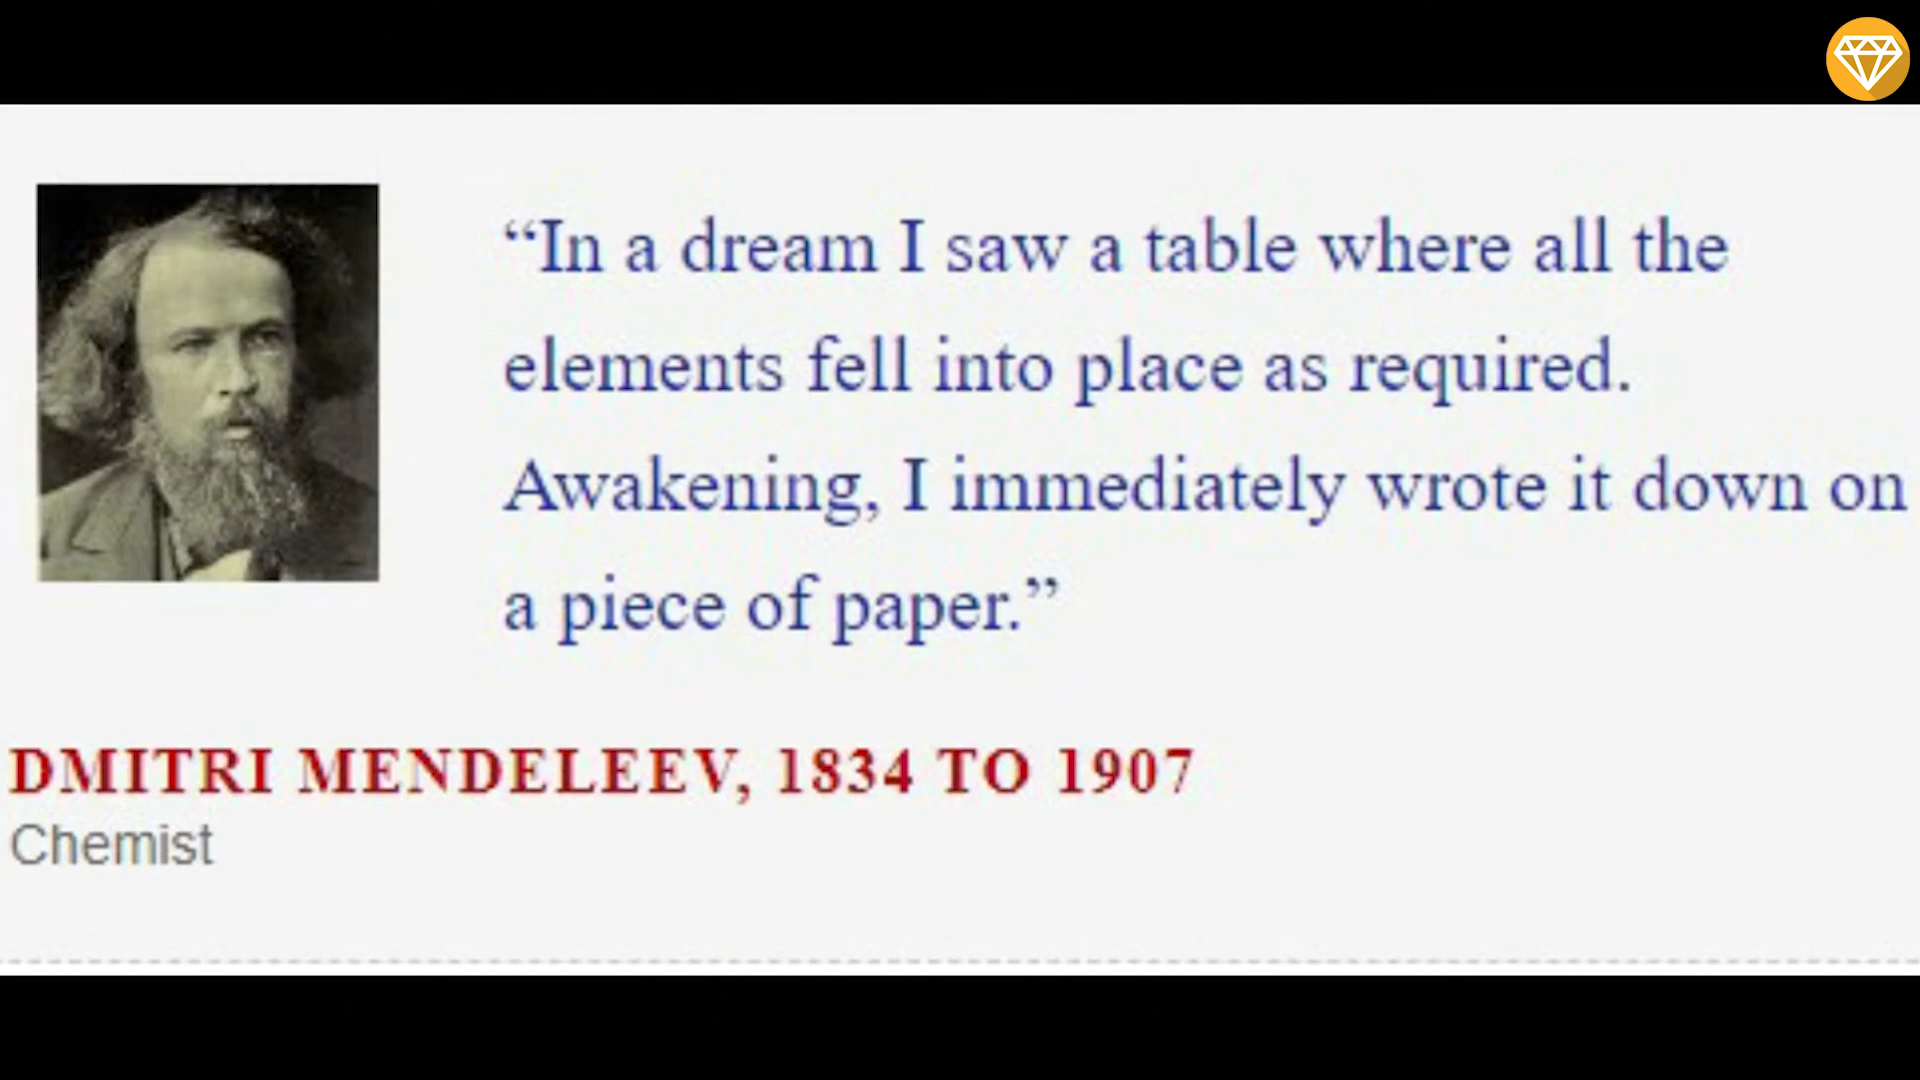 “In a dream I saw a table where all the
elements fell into place as required.
Awakening, I immediately wrote it down on
a piece of paper.”
DMITRI MENDELEEV, 1834 TO 1907
Chemist